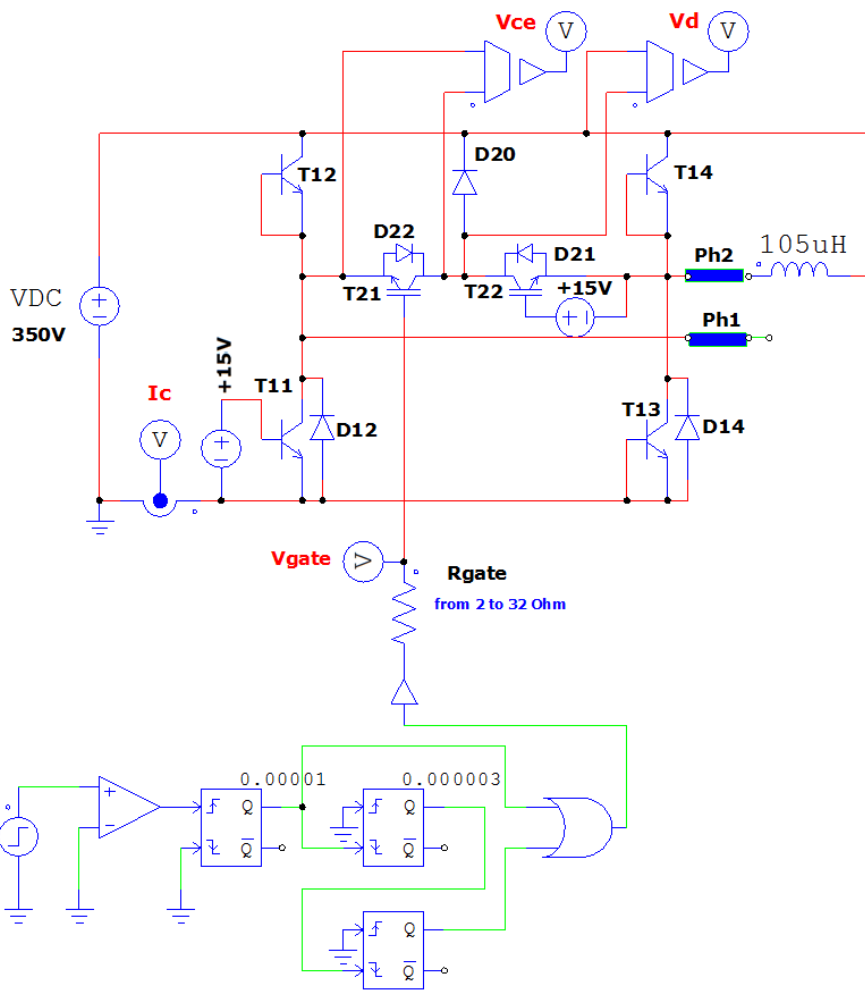 Vce
V
Vd
V
T12
D20
T14
D22
D21
T21
T22
+15V
Ph2
105uH
VDC
350V
Ph1
+15V
T11
Ic
V
D12
T13
D14
Vgate
V
Rgate
from 2 to 32 Ohm
0.00001
0.000003
Q
Q
Q
Q
Q
Q